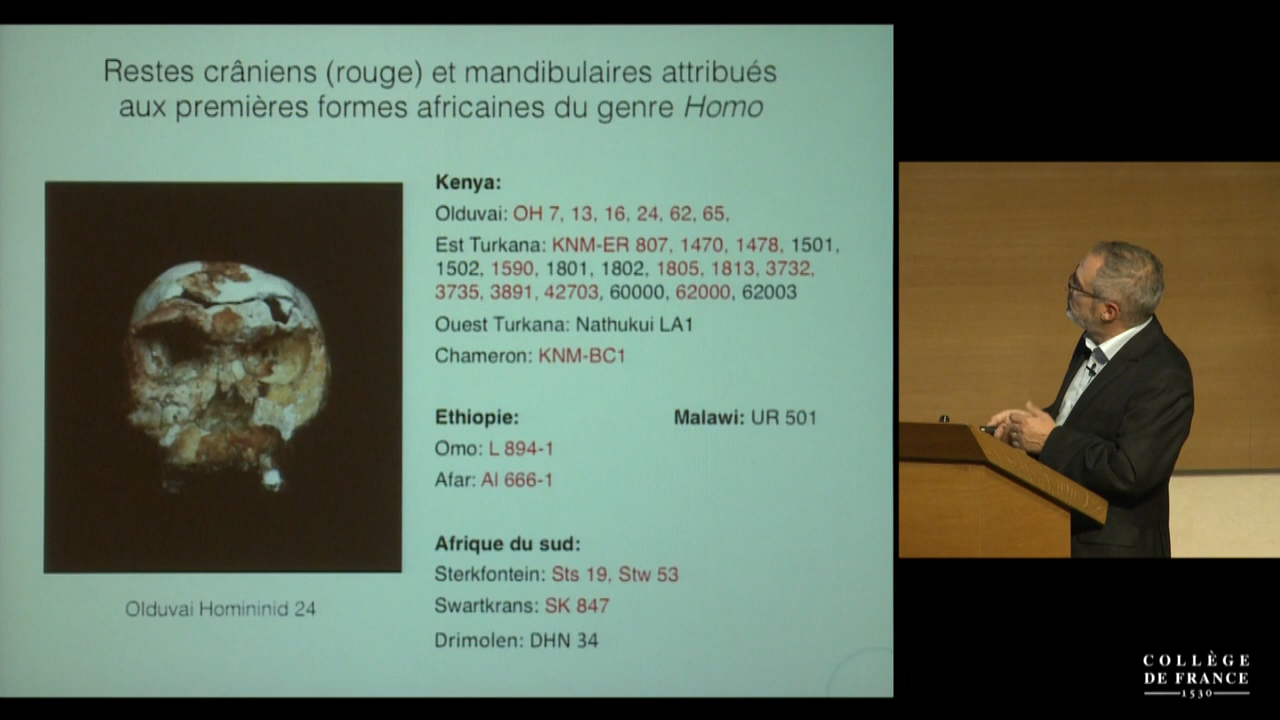 Restes crâniens (rouge) et mandibulaires attribués
aux premières formes africaines du genre Homo
Kenya:
Olduvai: OH 7, 13, 16, 24, 62, 65,
Est Turkana: KNM-ER 807, 1470, 1478, 1501,
1502, 1590, 1801, 1802, 1805, 1813, 3732,
3735, 3891, 42703, 60000, 62000, 62003
Ouest Turkana: Nathukui LA1
Chameron: KNM-BC1
Ethiopie:
Malawi: UR 501
Omo: L 894-1
Afar: Al 666-1
Afrique du sud:
Sterkfontein: Sts 19, Stw 53
Swartkrans: SK 847
Drimolen: DHN 34
Olduvai Homininid 24
COLLÈGE
DE FRANCE
1530